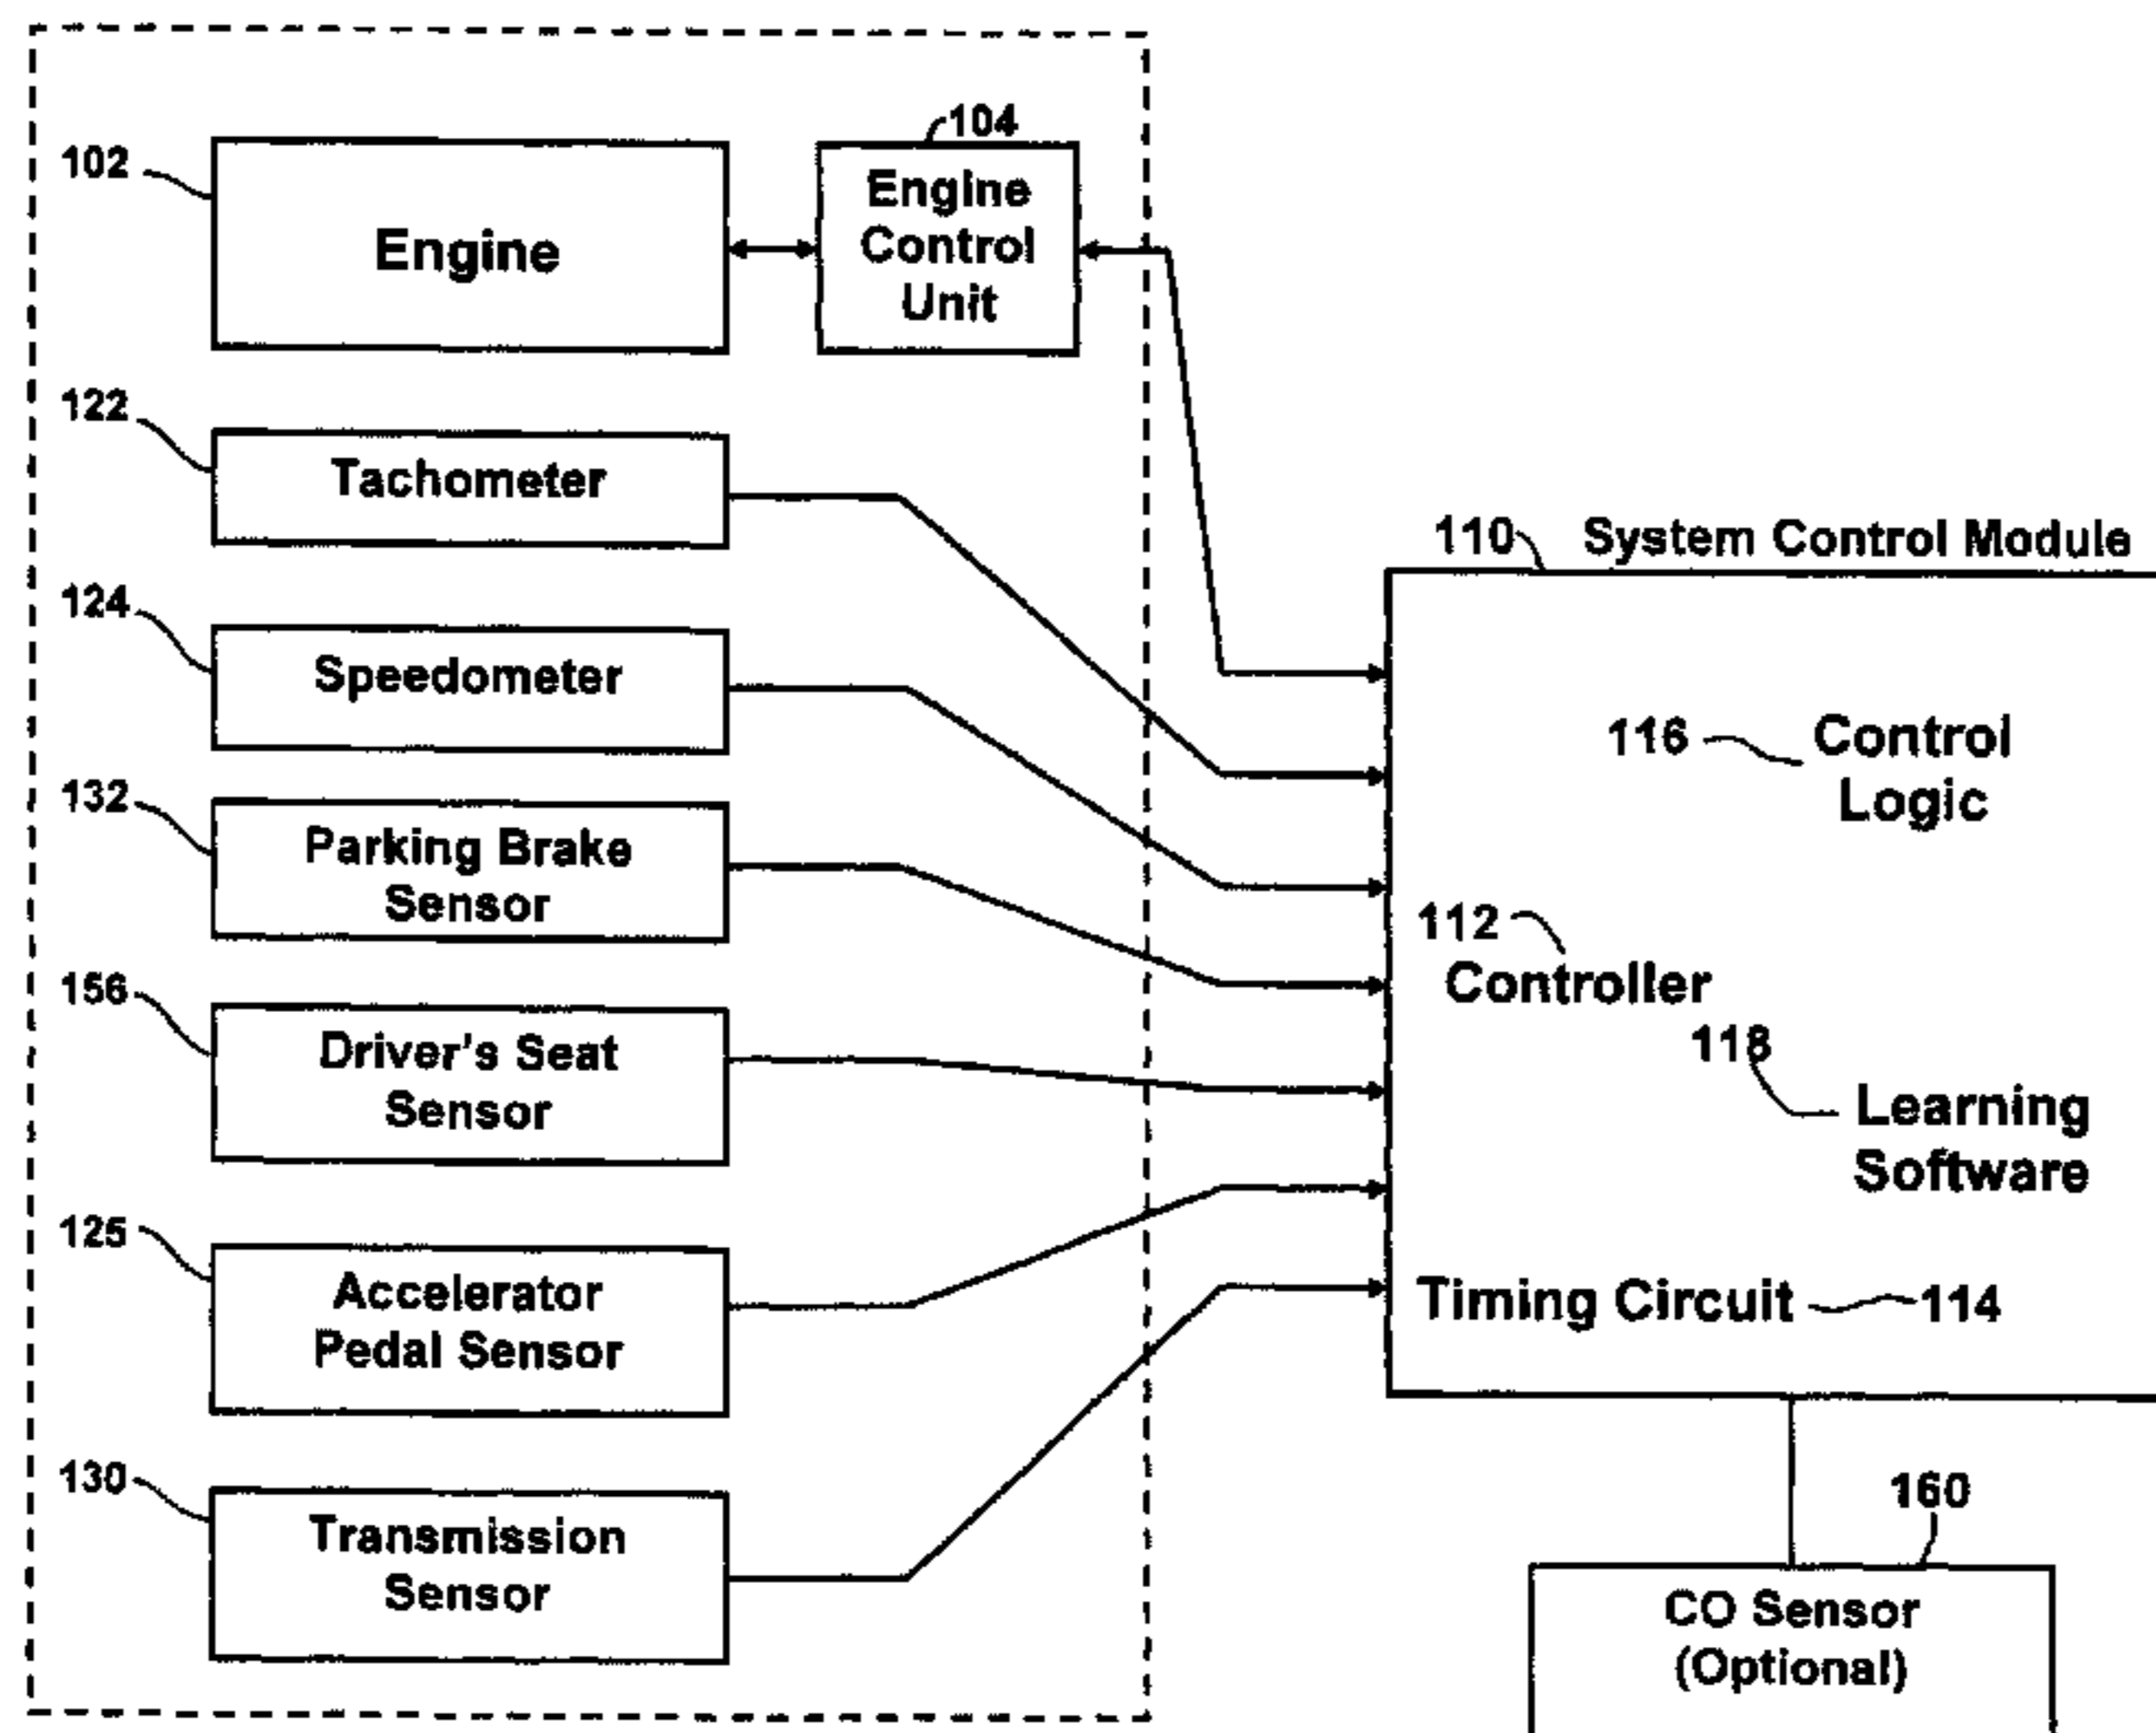 104
102
Engine
Engine
Control
Unit
122
Tachometer
124
Speedometer
132
Parking Brake
Sensor
156
Driver's Seat
Sensor
125
Accelerator
Pedal Sensor
130
Transmission
Sensor
110
System Control Module
116
Control
Logic
112
Controller
118
Learning
Software
Timing Circuit
114
160
CO Sensor
(Optional)